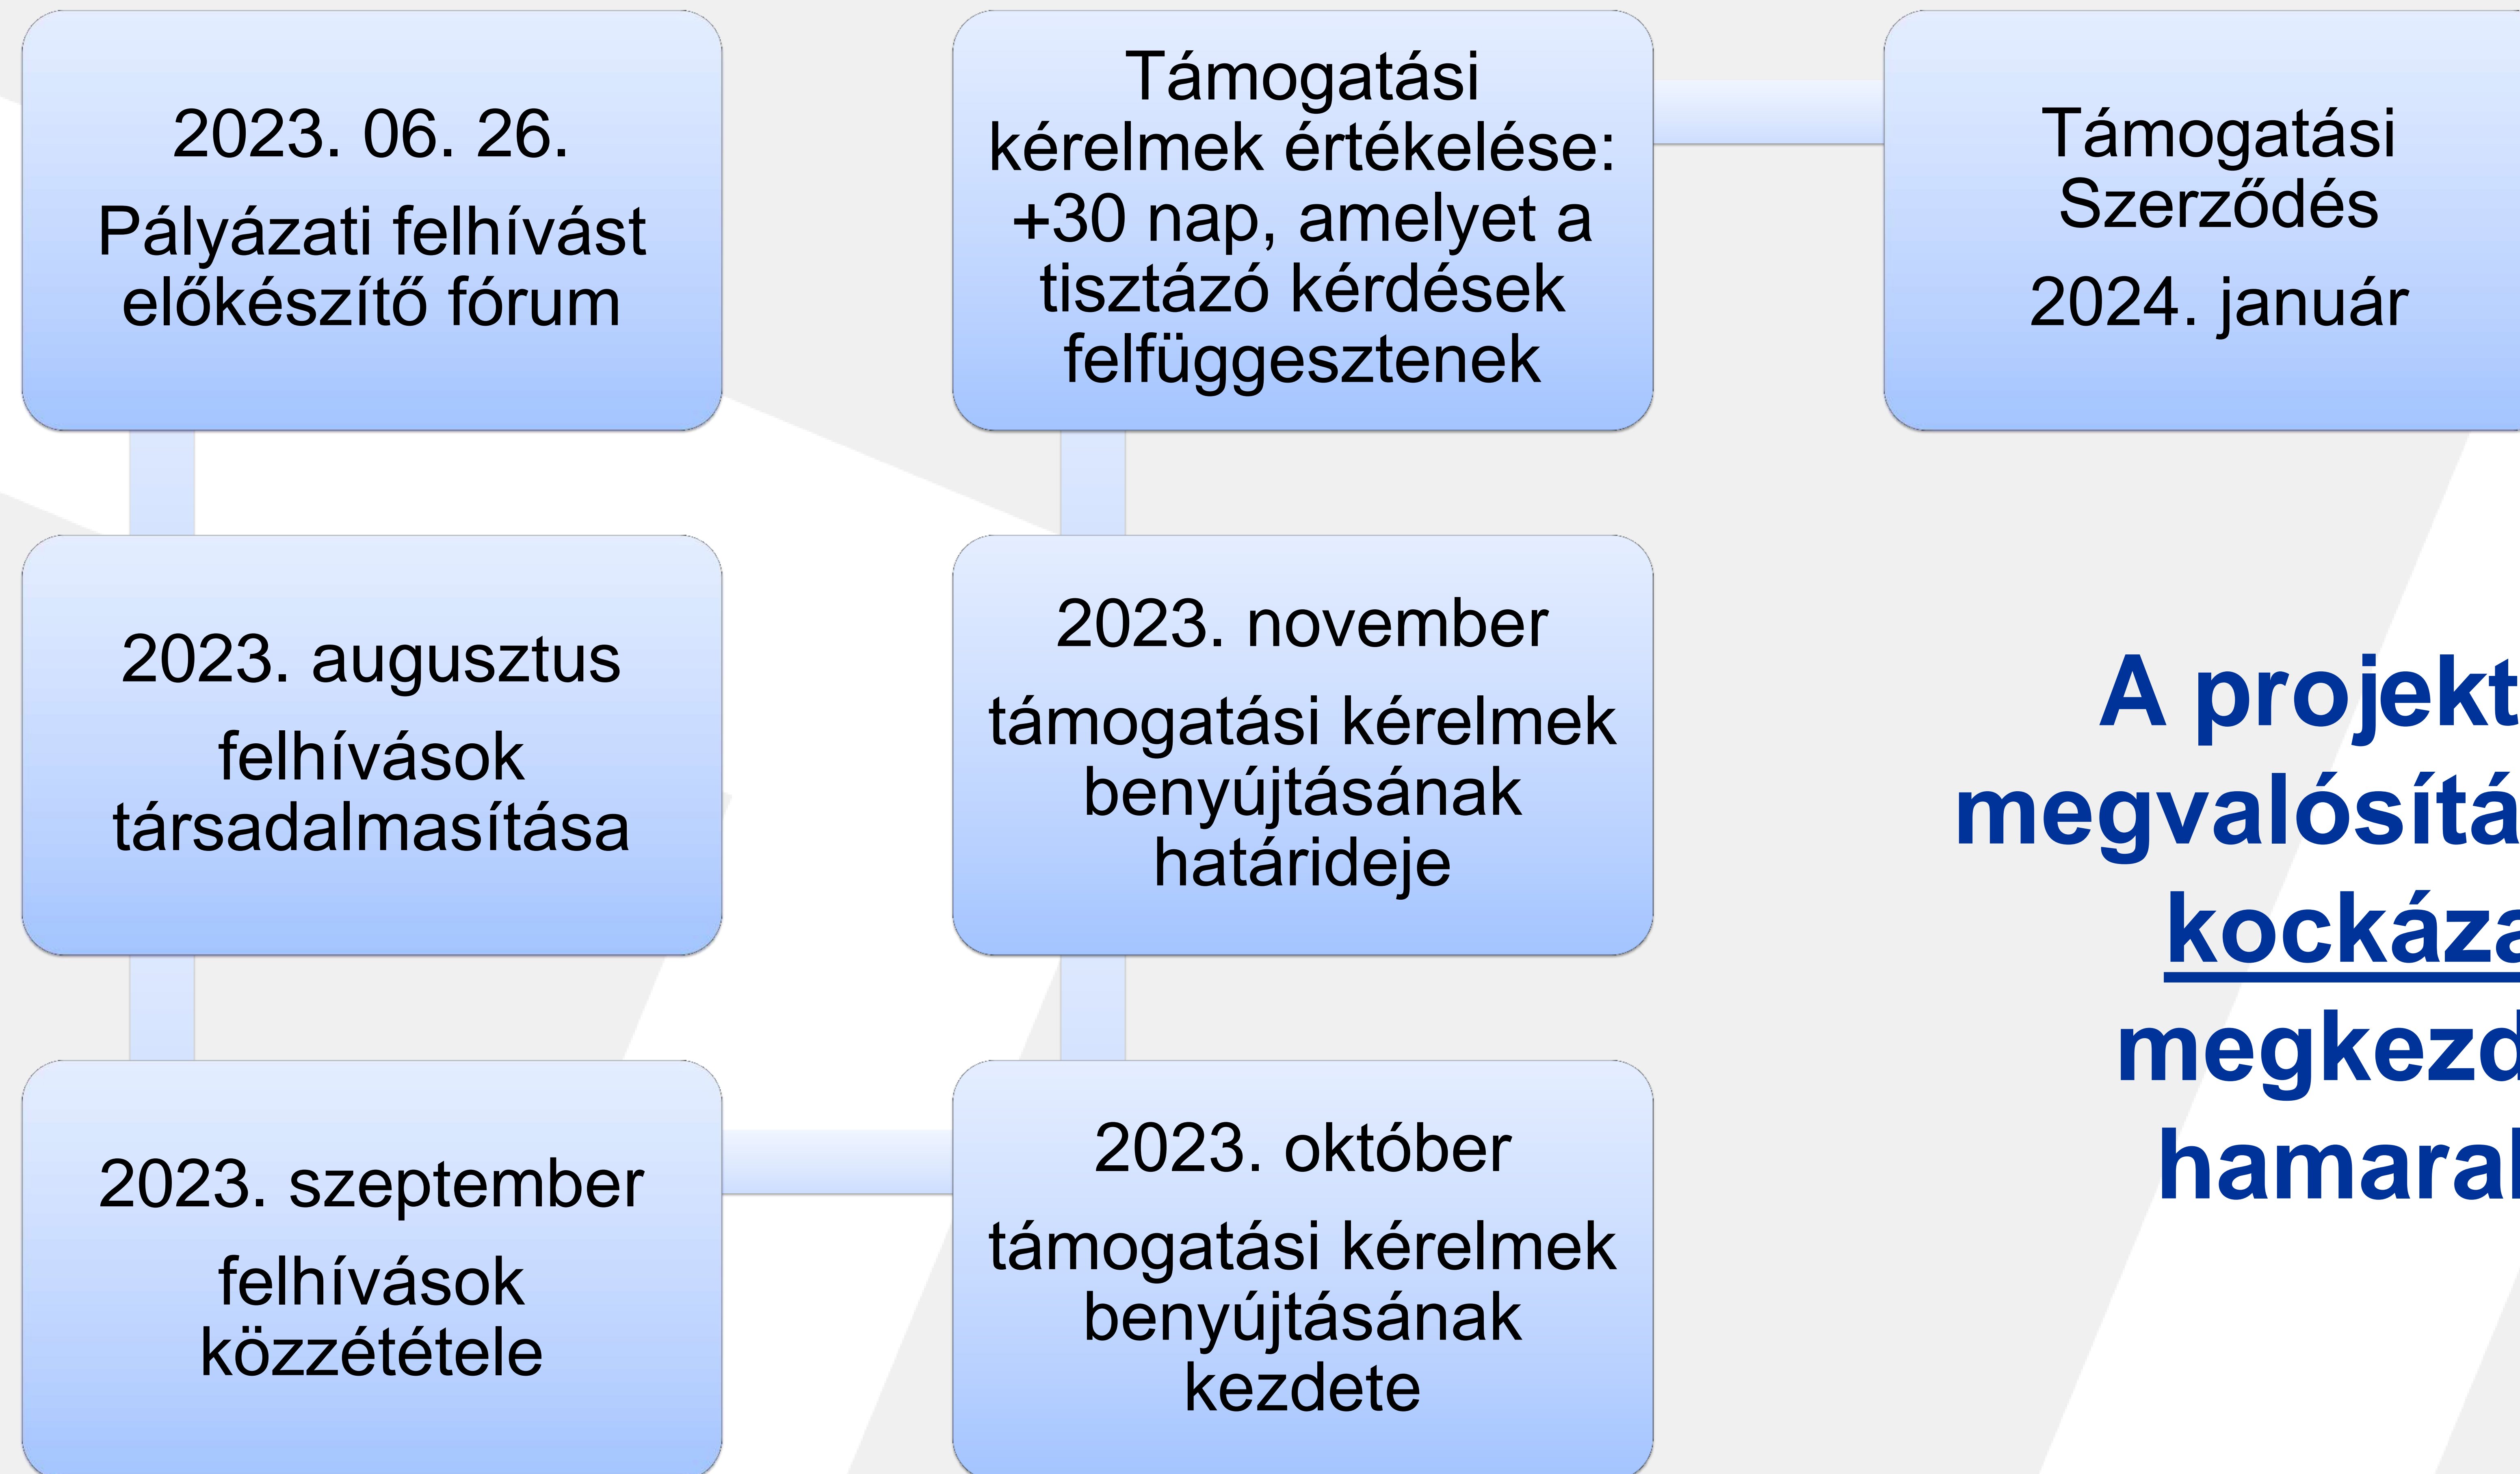 2023. 06. 26.
Pályázati felhívást
előkészítő fórum
2023. augusztus
felhívások
társadalmasítása
2023. szeptember
felhívások
közzététele
2023. október
támogatási kérelmek
benyújtásának
kezdete
2023. november
támogatási kérelmek
benyújtásának
határideje
Támogatási
kérelmek értékelése:
+30 nap, amelyet a
tisztázó kérdések
felfüggesztenek
Támogatási
Szerződés
2024. január
A projekt